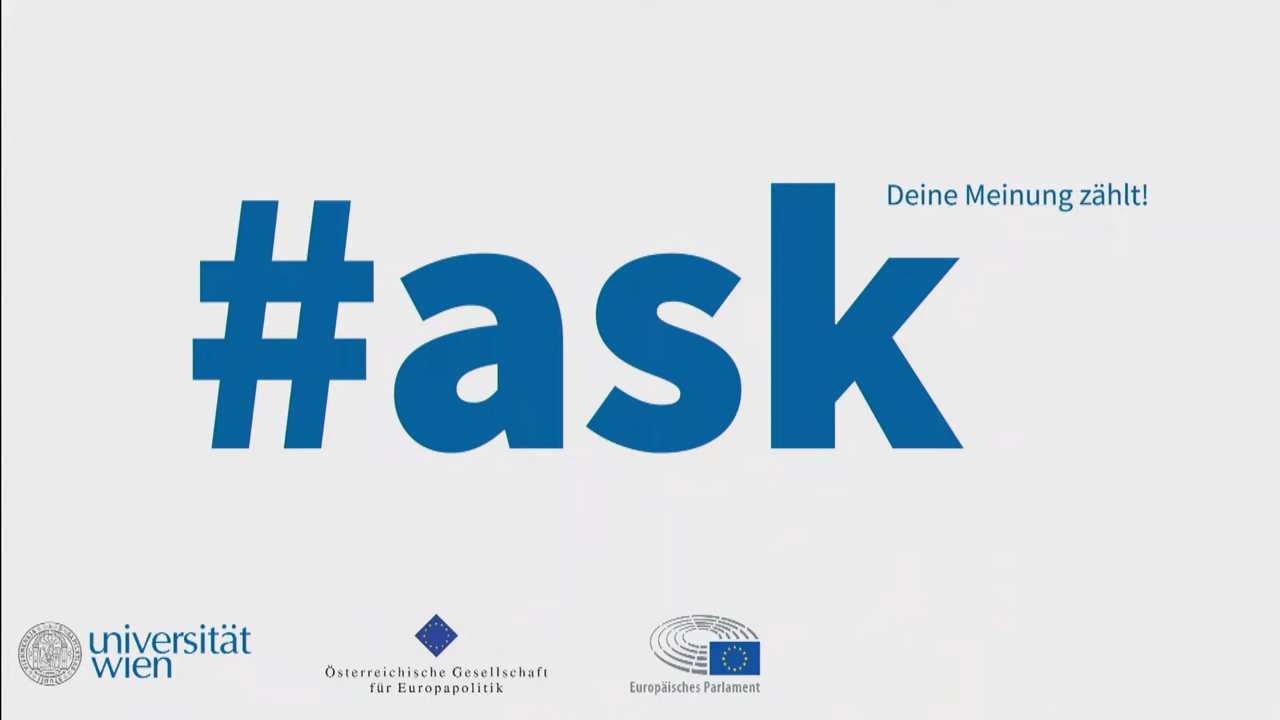 Deine Meinung zählt!
#ask
universität
wien
Österreichische Gesellschaft
für Europapolitik
Europäisches Parlament